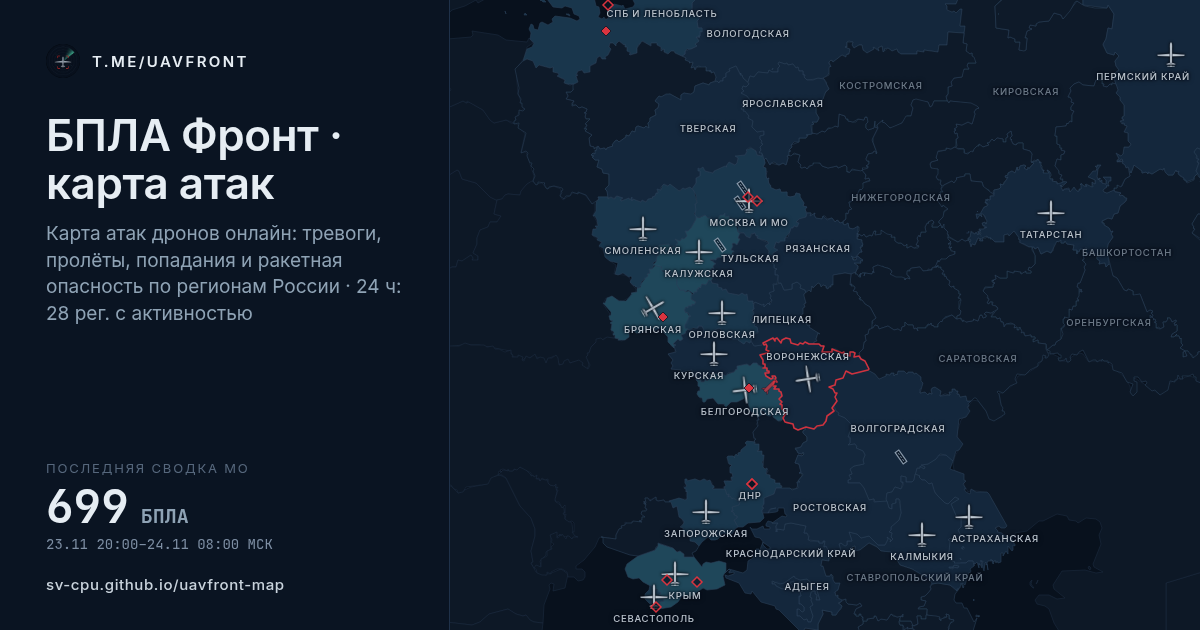 T.ME/UAVFRONT
БПЛА Фронт ·
карта атак
Карта атак дронов онлайн: тревоги,
пролёты, попадания и ракетная
опасность по регионам России · 24 ч:
28 рег. с активностью
ПОСЛЕДНЯЯ СВОДКА МО
699 БПЛА
23.11 20:00–24.11 08:00 МСК
sv-cpu.github.io/uavfront-map
СПБ И ЛЕНОБЛАСТЬ
ВОЛОГОДСКАЯ
ПЕРМСКИЙ КРАЙ
КОСТРОМСКАЯ
КИРОВСКАЯ
ЯРОСЛАВСКАЯ
ТВЕРСКАЯ
НИЖЕГОРОДСКАЯ
МОСКВА И МО
ТАТАРСТАН
СМОЛЕНСКАЯ
РЯЗАНСКАЯ
БАШКОРТОСТАН
ТУЛЬСКАЯ
КАЛУЖСКАЯ
БРЯНСКАЯ
ОРЛОВСКАЯ
ЛИПЕЦКАЯ
ОРЕНБУРГСКАЯ
ВОРОНЕЖСКАЯ
САРАТОВСКАЯ
КУРСКАЯ
БЕЛГОРОДСКАЯ
ВОЛГОГРАДСКАЯ
ДНР
РОСТОВСКАЯ
ЗАПОРОЖСКАЯ
АСТРАХАНСКАЯ
КРАСНОДАРСКИЙ КРАЙ
КАЛМЫКИЯ
СТАВРОПОЛЬСКИЙ КРАЙ
АДЫГЕЯ
КРЫМ
СЕВАСТОПОЛЬ